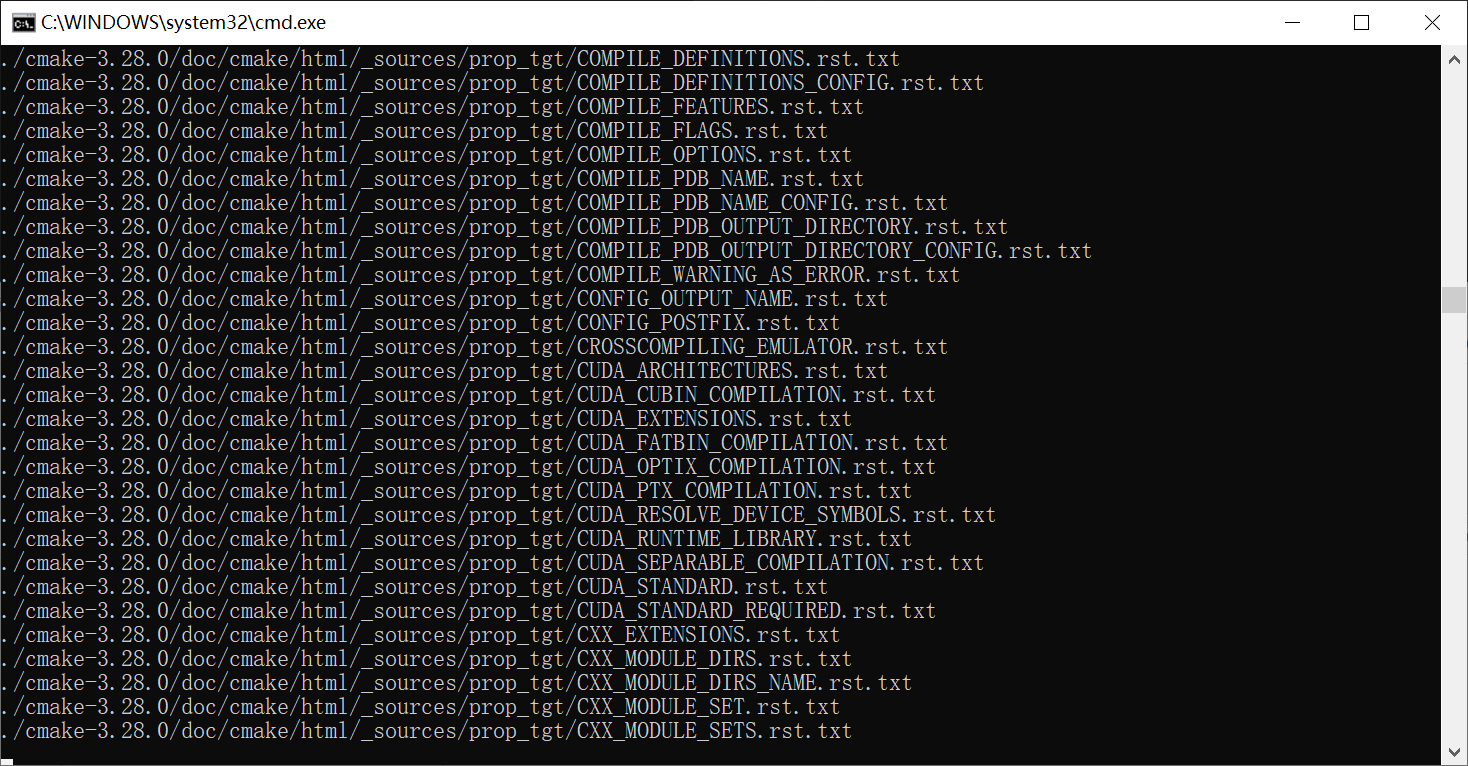 C:\WINDOWS\system32\cmd.exe
./cmake-3.28.0/doc/cmake/html/_sources/prop_tgt/COMPILE_DEFINITIONS.rst.txt
./cmake-3.28.0/doc/cmake/html/_sources/prop_tgt/COMPILE_DEFINITIONS_CONFIG.rst.txt
./cmake-3.28.0/doc/cmake/html/_sources/prop_tgt/COMPILE_FEATURES.rst.txt
./cmake-3.28.0/doc/cmake/html/_sources/prop_tgt/COMPILE_FLAGS.rst.txt
./cmake-3.28.0/doc/cmake/html/_sources/prop_tgt/COMPILE_OPTIONS.rst.txt
./cmake-3.28.0/doc/cmake/html/_sources/prop_tgt/COMPILE_PDB_NAME.rst.txt
./cmake-3.28.0/doc/cmake/html/_sources/prop_tgt/COMPILE_PDB_NAME_CONFIG.rst.txt
./cmake-3.28.0/doc/cmake/html/_sources/prop_tgt/COMPILE_PDB_OUTPUT_DIRECTORY.rst.txt
./cmake-3.28.0/doc/cmake/html/_sources/prop_tgt/COMPILE_PDB_OUTPUT_DIRECTORY_CONFIG.rst.txt
./cmake-3.28.0/doc/cmake/html/_sources/prop_tgt/COMPILE_WARNING_AS_ERROR.rst.txt
./cmake-3.28.0/doc/cmake/html/_sources/prop_tgt/CONFIG_OUTPUT_NAME.rst.txt
./cmake-3.28.0/doc/cmake/html/_sources/prop_tgt/CONFIG_POSTFIX.rst.txt
./cmake-3.28.0/doc/cmake/html/_sources/prop_tgt/CROSSCOMPILING_EMULATOR.rst.txt
./cmake-3.28.0/doc/cmake/html/_sources/prop_tgt/CUDA_ARCHITECTURES.rst.txt
./cmake-3.28.0/doc/cmake/html/_sources/prop_tgt/CUDA_CUBIN_COMPILATION.rst.txt
./cmake-3.28.0/doc/cmake/html/_sources/prop_tgt/CUDA_EXTENSIONS.rst.txt
./cmake-3.28.0/doc/cmake/html/_sources/prop_tgt/CUDA_FATBIN_COMPILATION.rst.txt
./cmake-3.28.0/doc/cmake/html/_sources/prop_tgt/CUDA_OPTIX_COMPILATION.rst.txt
./cmake-3.28.0/doc/cmake/html/_sources/prop_tgt/CUDA_PTX_COMPILATION.rst.txt
./cmake-3.28.0/doc/cmake/html/_sources/prop_tgt/CUDA_RESOLVE_DEVICE_SYMBOLS.rst.txt
./cmake-3.28.0/doc/cmake/html/_sources/prop_tgt/CUDA_RUNTIME_LIBRARY.rst.txt
./cmake-3.28.0/doc/cmake/html/_sources/prop_tgt/CUDA_SEPARABLE_COMPILATION.rst.txt
./cmake-3.28.0/doc/cmake/html/_sources/prop_tgt/CUDA_STANDARD.rst.txt
./cmake-3.28.0/doc/cmake/html/_sources/prop_tgt/CUDA_STANDARD_REQUIRED.rst.txt
./cmake-3.28.0/doc/cmake/html/_sources/prop_tgt/CXX_EXTENSIONS.rst.txt
./cmake-3.28.0/doc/cmake/html/_sources/prop_tgt/CXX_MODULE_DIRS.rst.txt
./cmake-3.28.0/doc/cmake/html/_sources/prop_tgt/CXX_MODULE_DIRS_NAME.rst.txt
./cmake-3.28.0/doc/cmake/html/_sources/prop_tgt/CXX_MODULE_SET.rst.txt
./cmake-3.28.0/doc/cmake/html/_sources/prop_tgt/CXX_MODULE_SETS.rst.txt